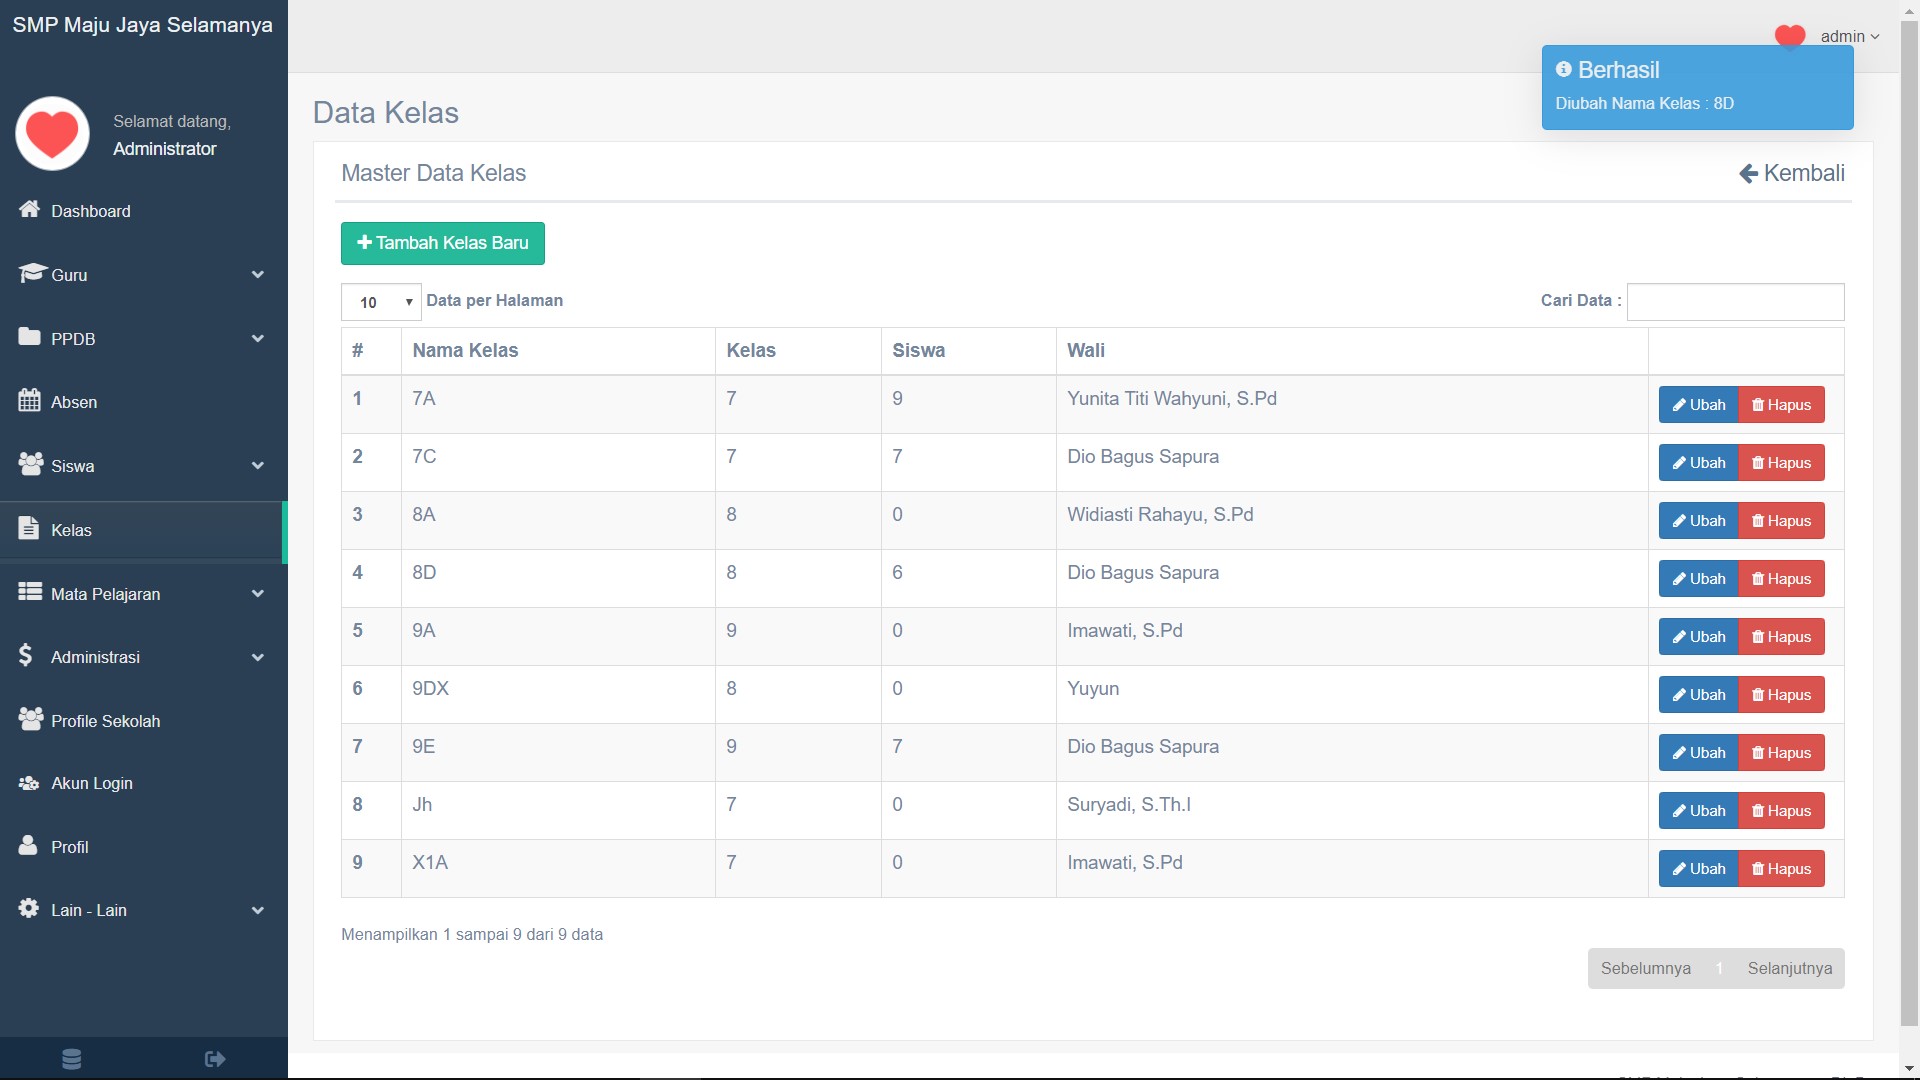 SMP Maju Jaya Selamanya
admin
Berhasil
Diubah Nama Kelas : 8D
Selamat datang,
Administrator
Dashboard
Guru
PPDB
Absen
Siswa
Kelas
Mata Pelajaran
Administrasi
Profile Sekolah
Akun Login
Profil
Lain - Lain
Data Kelas
Master Data Kelas
Kembali
Tambah Kelas Baru
10 Data per Halaman
Cari Data :
# Nama Kelas Kelas Siswa Wali
1 7A 7 9 Yunita Titi Wahyuni, S.Pd Ubah Hapus
2 7C 7 7 Dio Bagus Sapura Ubah Hapus
3 8A 8 0 Widiasti Rahayu, S.Pd Ubah Hapus
4 8D 8 6 Dio Bagus Sapura Ubah Hapus
5 9A 9 0 Imawati, S.Pd Ubah Hapus
6 9DX 8 0 Yuyun Ubah Hapus
7 9E 9 7 Dio Bagus Sapura Ubah Hapus
8 Jh 7 0 Suryadi, S.Th.I Ubah Hapus
9 X1A 7 0 Imawati, S.Pd Ubah Hapus
Menampilkan 1 sampai 9 dari 9 data
Sebelumnya 1 Selanjutnya